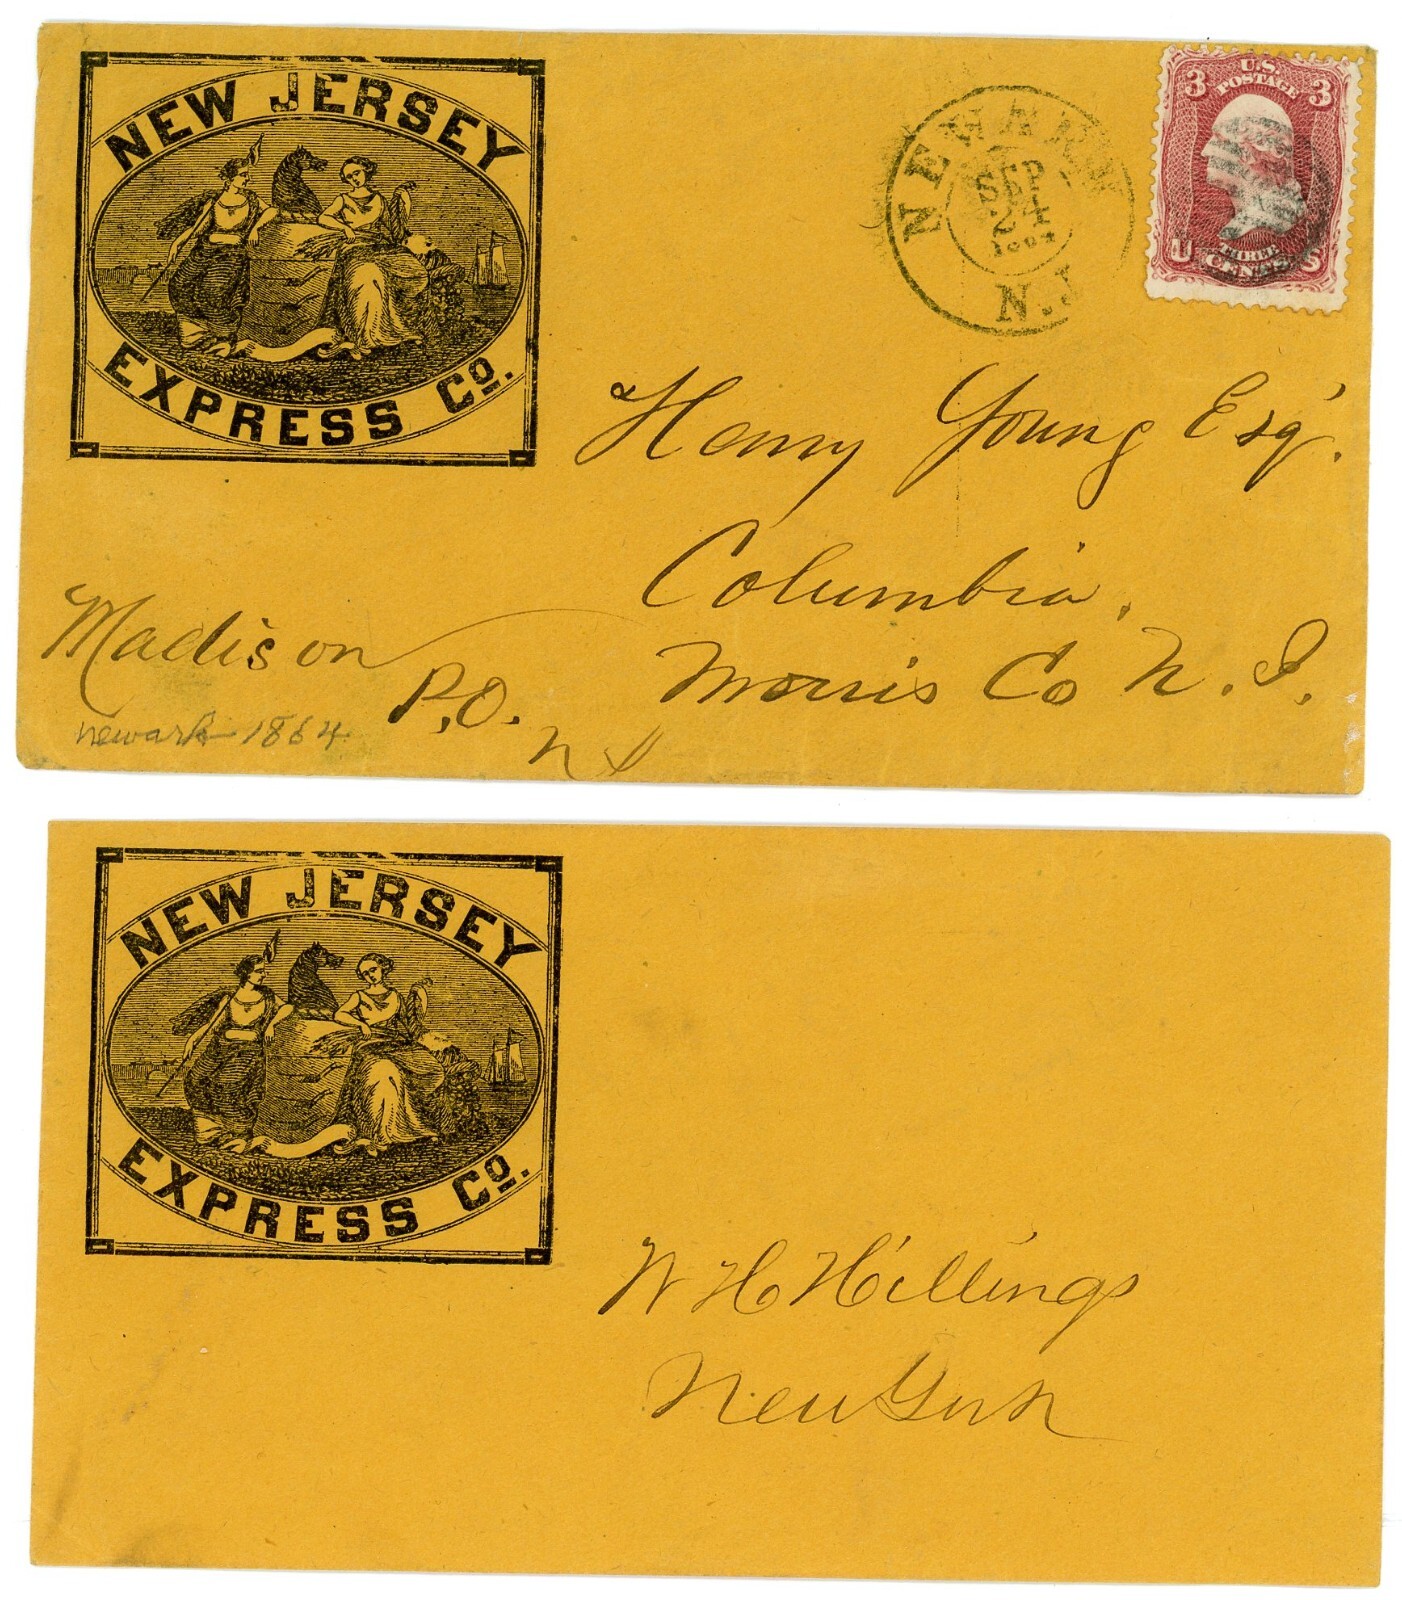 NEW JERSEY
EXPRESS Co.
NEWARK
SEP
24
N.J
U.S.
POSTAGE
3 3
THREE
U CENTS S
Henry Young Esq.
Columbia,
Morris Co N. J.
Madison
P.O.
N J
Newark 1864
NEW JERSEY
EXPRESS Co.
W H Hillings
New York